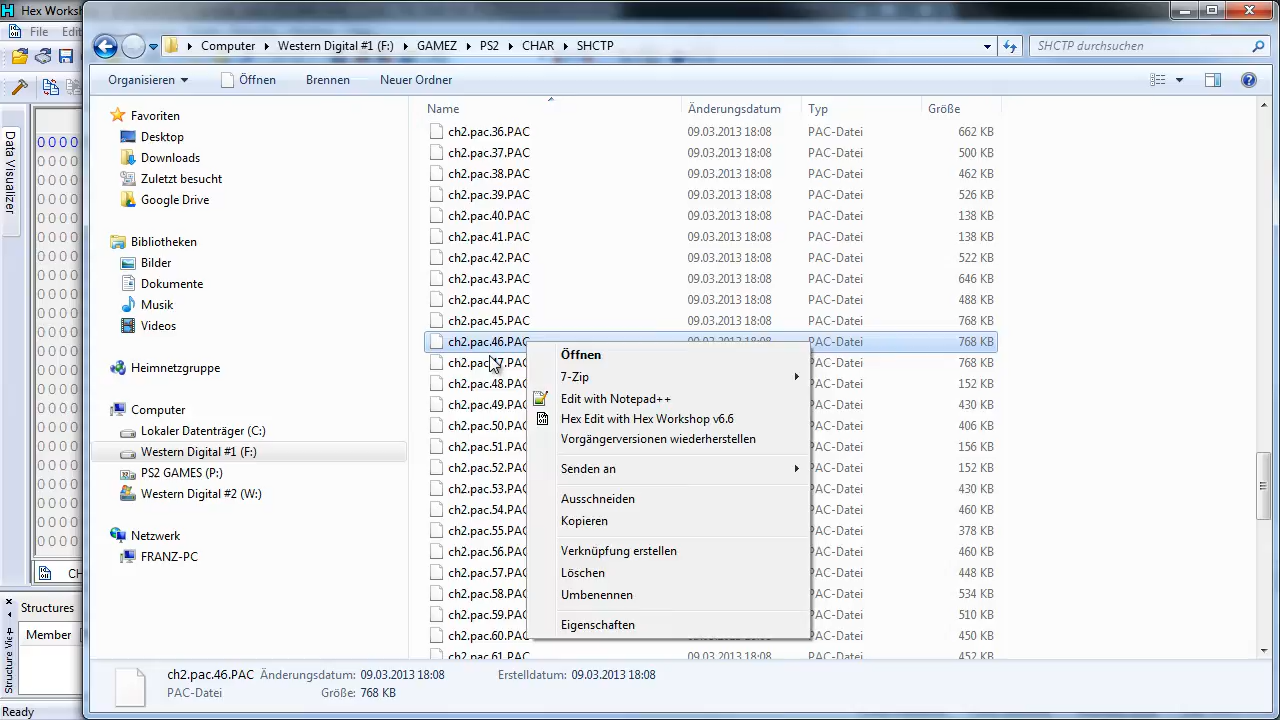 Hex Worksh
File Edit
Data Visualizer
0000
CH
Structures
Member
Structure Vie
Ready
Computer Western Digital #1 (F:) GAMEZ PS2 CHAR SHCTP
SHCTP durchsuchen
Organisieren Öffnen Brennen Neuer Ordner
Favoriten
Desktop
Downloads
Zuletzt besucht
Google Drive
Bibliotheken
Bilder
Dokumente
Musik
Videos
Heimnetzgruppe
Computer
Lokaler Datenträger (C:)
Western Digital #1 (F:)
PS2 GAMES (P:)
Western Digital #2 (W:)
Netzwerk
FRANZ-PC
Name Änderungsdatum Typ Größe
ch2.pac.36.PAC 09.03.2013 18:08 PAC-Datei 662 KB
ch2.pac.37.PAC 09.03.2013 18:08 PAC-Datei 500 KB
ch2.pac.38.PAC 09.03.2013 18:08 PAC-Datei 462 KB
ch2.pac.39.PAC 09.03.2013 18:08 PAC-Datei 526 KB
ch2.pac.40.PAC 09.03.2013 18:08 PAC-Datei 138 KB
ch2.pac.41.PAC 09.03.2013 18:08 PAC-Datei 138 KB
ch2.pac.42.PAC 09.03.2013 18:08 PAC-Datei 522 KB
ch2.pac.43.PAC 09.03.2013 18:08 PAC-Datei 646 KB
ch2.pac.44.PAC 09.03.2013 18:08 PAC-Datei 488 KB
ch2.pac.45.PAC 09.03.2013 18:08 PAC-Datei 768 KB
ch2.pac.46.PAC 09.03.2013 18:08 PAC-Datei 768 KB
ch2.pac. 7.PAC PAC-Datei 768 KB
ch2.pac.48.PAC PAC-Datei 152 KB
ch2.pac.49.PAC PAC-Datei 430 KB
ch2.pac.50.PAC PAC-Datei 406 KB
ch2.pac.51.PAC PAC-Datei 156 KB
ch2.pac.52.PAC PAC-Datei 152 KB
ch2.pac.53.PAC PAC-Datei 430 KB
ch2.pac.54.PAC PAC-Datei 460 KB
ch2.pac.55.PAC PAC-Datei 378 KB
ch2.pac.56.PAC PAC-Datei 460 KB
ch2.pac.57.PAC PAC-Datei 448 KB
ch2.pac.58.PAC PAC-Datei 534 KB
ch2.pac.59.PAC PAC-Datei 510 KB
ch2.pac.60.PAC PAC-Datei 450 KB
ch2.pac.61.PAC 09.03.2013 18:08 PAC-Datei 452 KB
Öffnen
7-Zip
Edit with Notepad++
Hex Edit with Hex Workshop v6.6
Vorgängerversionen wiederherstellen
Senden an
Ausschneiden
Kopieren
Verknüpfung erstellen
Löschen
Umbenennen
Eigenschaften
ch2.pac.46.PAC Änderungsdatum: 09.03.2013 18:08 Erstelldatum: 09.03.2013 18:08
PAC-Datei Größe: 768 KB